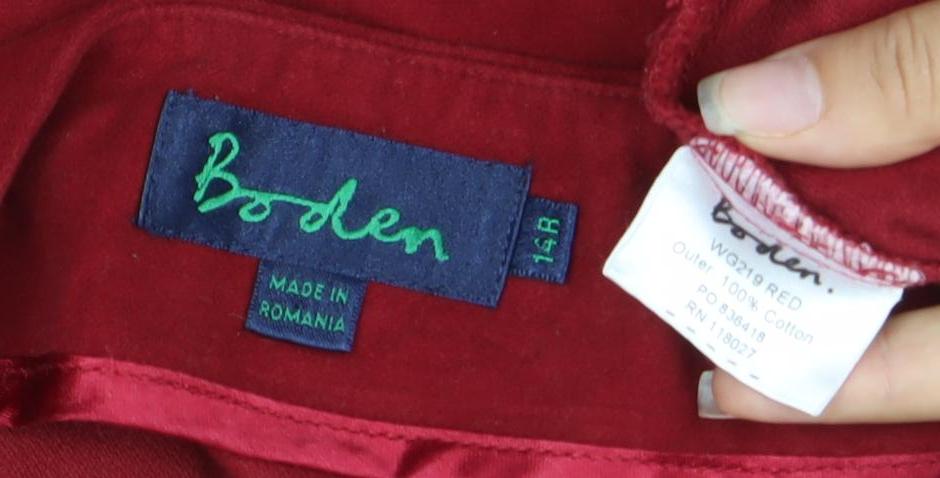 Boden
14R
MADE IN
ROMANIA
Boden.
WG219 RED
Outer 100% Cotton
PO 836418
RN 118027